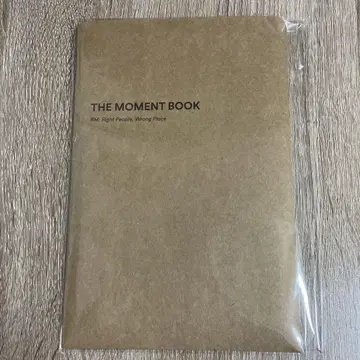 THE MOMENT BOOK
RM: Right People, Wrong Place